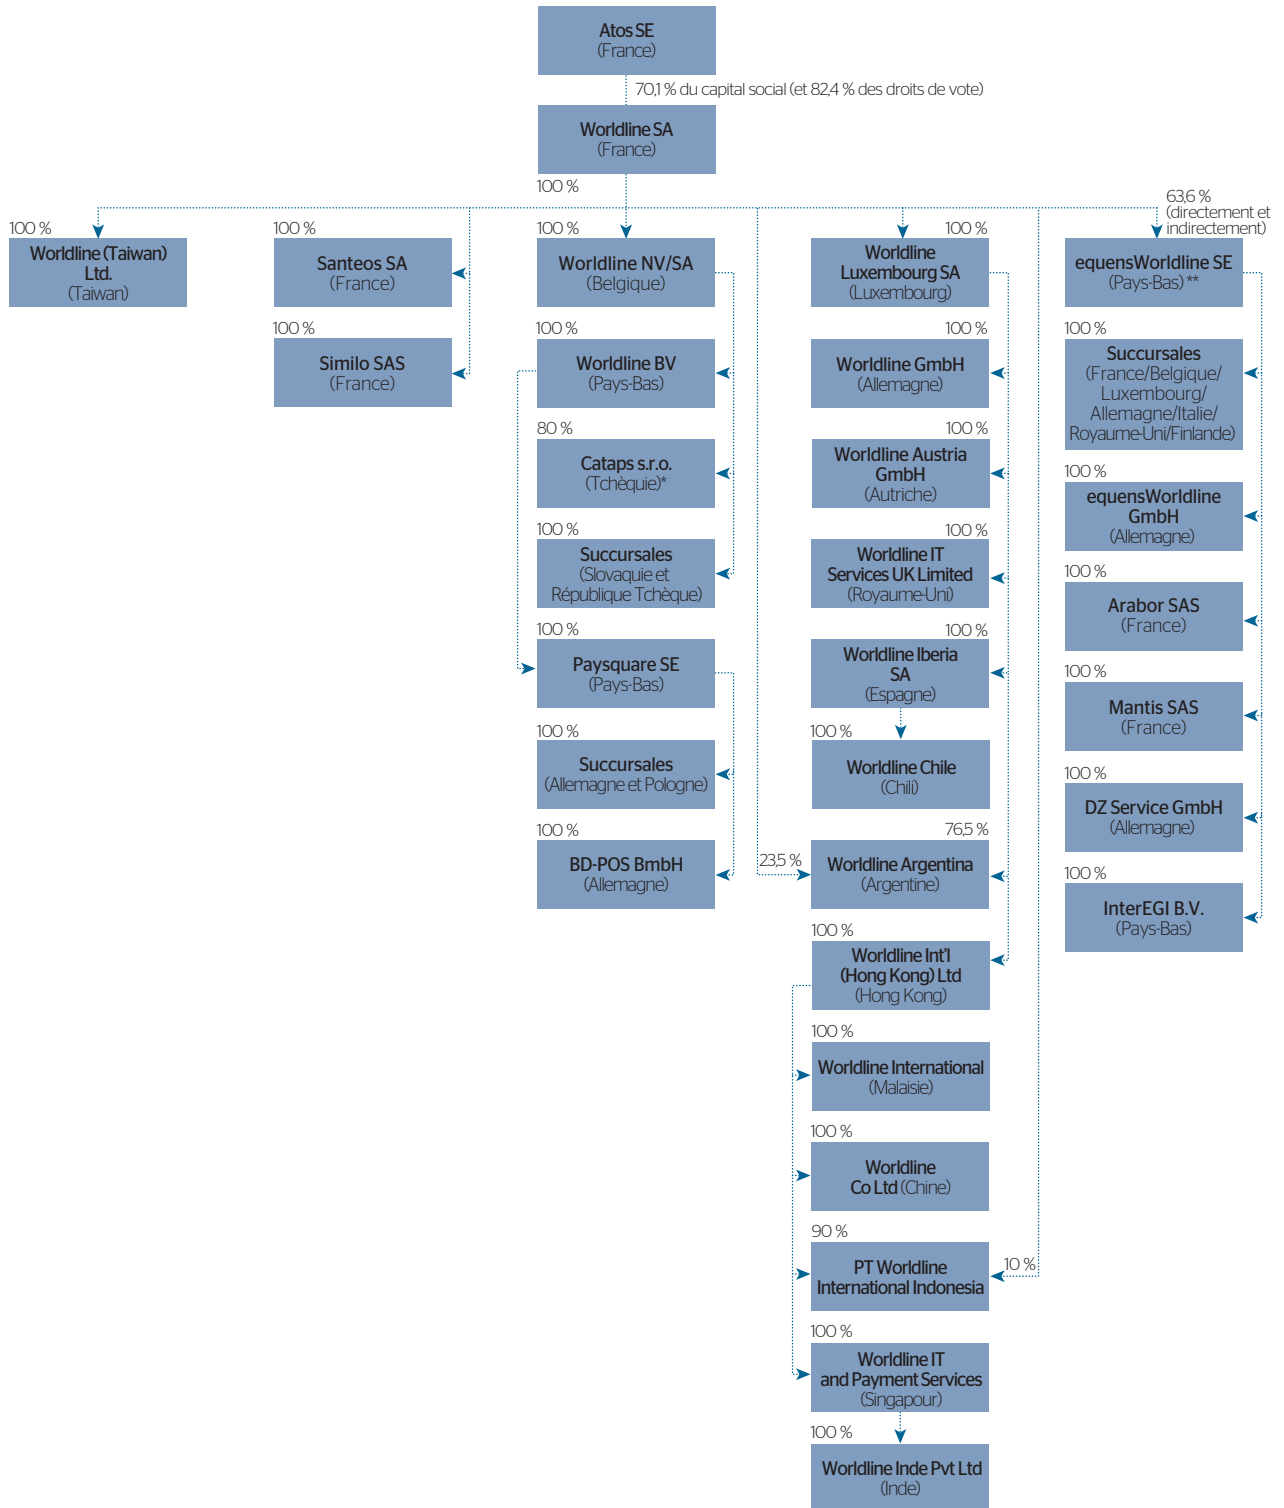 Atos SE
(France)
70,1 % du capital social (et 82,4 % des droits de vote)
Worldline SA
(France)
100 %
100 %
Worldline (Taiwan)
Ltd.
(Taiwan)
100 %
Santeos SA
(France)
100 %
Similo SAS
(France)
100 %
Worldline NV/SA
(Belgique)
100 %
Worldline BV
(Pays-Bas)
80 %
Cataps s.r.o.
(Tchèquie)*
100 %
Succursales
(Slovaquie et
République Tchèque)
100 %
Paysquare SE
(Pays-Bas)
100 %
Succursales
(Allemagne et Pologne)
100 %
BD-POS BmbH
(Allemagne)
100 %
Worldline
Luxembourg SA
(Luxembourg)
100 %
Worldline GmbH
(Allemagne)
100 %
Worldline Austria
GmbH
(Autriche)
100 %
Worldline IT
Services UK Limited
(Royaume-Uni)
100 %
Worldline Iberia
SA
(Espagne)
100 %
Worldline Chile
(Chili)
76,5 %
23,5 %
Worldline Argentina
(Argentine)
100 %
Worldline Int'l
(Hong Kong) Ltd
(Hong Kong)
100 %
Worldline International
(Malaisie)
100 %
Worldline
Co Ltd (Chine)
90 %
PT Worldline
International Indonesia
10 %
100 %
Worldline IT
and Payment Services
(Singapour)
100 %
Worldline Inde Pvt Ltd
(Inde)
63,6 %
(directement et
indirectement)
equensWorldline SE
(Pays-Bas) **
100 %
Succursales
(France/Belgique/
Luxembourg/
Allemagne/Italie/
Royaume-Uni/Finlande)
100 %
equensWorldline
GmbH
(Allemagne)
100 %
Arabor SAS
(France)
100 %
Mantis SAS
(France)
100 %
DZ Service GmbH
(Allemagne)
100 %
InterEGI B.V.
(Pays-Bas)